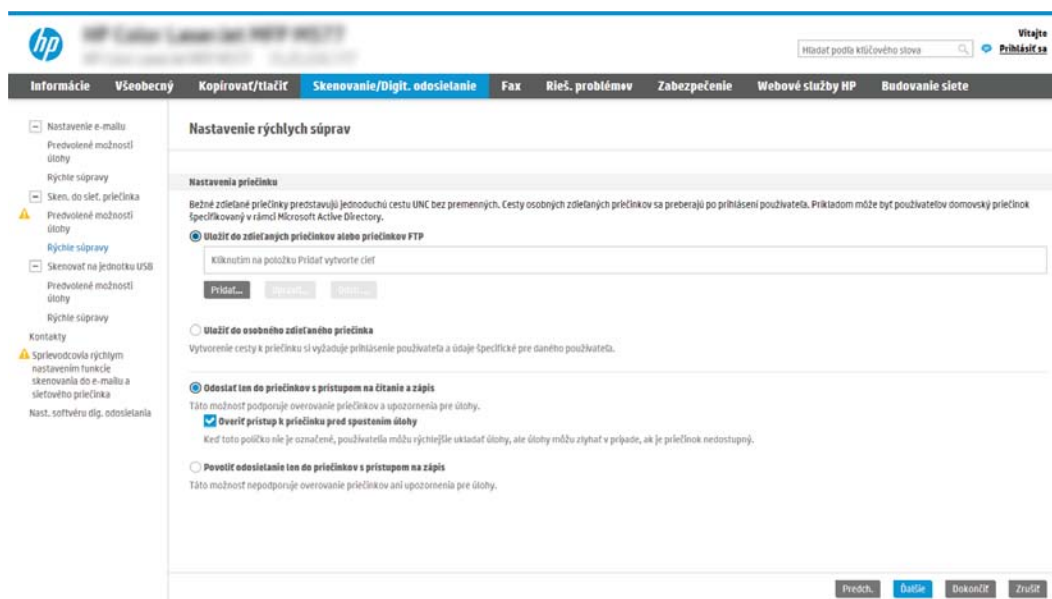 hp
Vitajte
Hľadať podľa kľúčového slova
Prihlásiť sa
Informácie Všeobecný Kopírovať/tlačiť Skenovanie/Digit. odosielanie Fax Rieš. problémov Zabezpečenie Webové služby HP Budovanie siete
Nastavenie e-mailu
Predvolené možnosti
úlohy
Rýchle súpravy
Sken. do sieť. priečinka
Predvolené možnosti
úlohy
Rýchle súpravy
Skenovať na jednotku USB
Predvolené možnosti
úlohy
Rýchle súpravy
Kontakty
Sprievodcovia rýchlym
nastavením funkcie
skenovania do e-mailu a
sieťového priečinka
Nast. softvéru dig. odosielania
Nastavenie rýchlych súprav
Nastavenia priečinku
Bežné zdieľané priečinky predstavujú jednoduchú cestu UNC bez premenných. Cesty osobných zdieľaných priečinkov sa preberajú po prihlásení používateľa. Príkladom môže byť používateľov domovský priečinok
špecifikovaný v rámci Microsoft Active Directory.
Uložiť do zdieľaných priečinkov alebo priečinkov FTP
Kliknutím na položku Pridať vytvorte cieľ
Pridať...
Uložiť do osobného zdieľaného priečinka
Vytvorenie cesty k priečinku si vyžaduje prihlásenie používateľa a údaje špecifické pre daného používateľa.
Odoslať len do priečinkov s prístupom na čítanie a zápis
Táto možnosť podporuje overovanie priečinkov a upozornenia pre úlohy.
Overiť prístup k priečinku pred spustením úlohy
Keď toto políčko nie je označené, používatelia môžu rýchlejšie ukladať úlohy, ale úlohy môžu zlyhať v prípade, ak je priečinok nedostupný.
Povoliť odosielanie len do priečinkov s prístupom na zápis
Táto možnosť nepodporuje overovanie priečinkov ani upozornenia pre úlohy.
Predch. Ďalšie Dokončiť Zrušiť